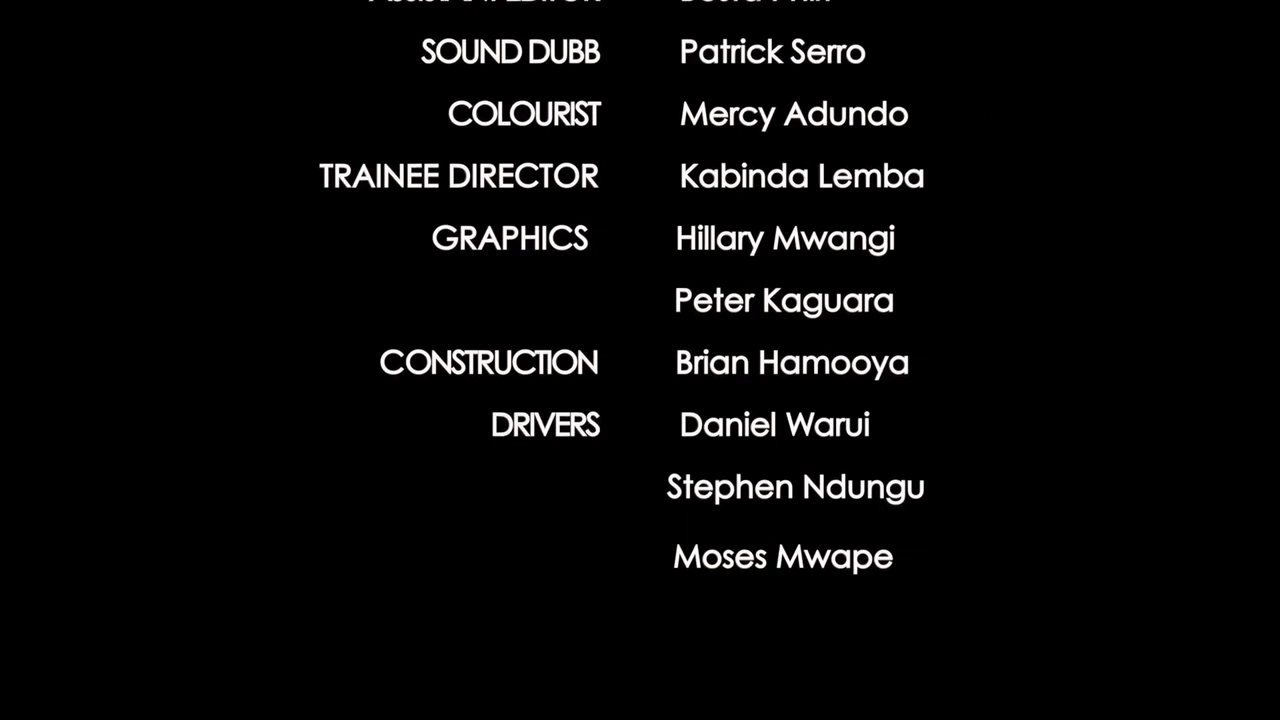 SOUND DUBB Patrick Serro
COLOURIST Mercy Adundo
TRAINEE DIRECTOR Kabinda Lemba
GRAPHICS Hillary Mwangi
Peter Kaguara
CONSTRUCTION Brian Hamooya
DRIVERS Daniel Warui
Stephen Ndungu
Moses Mwape